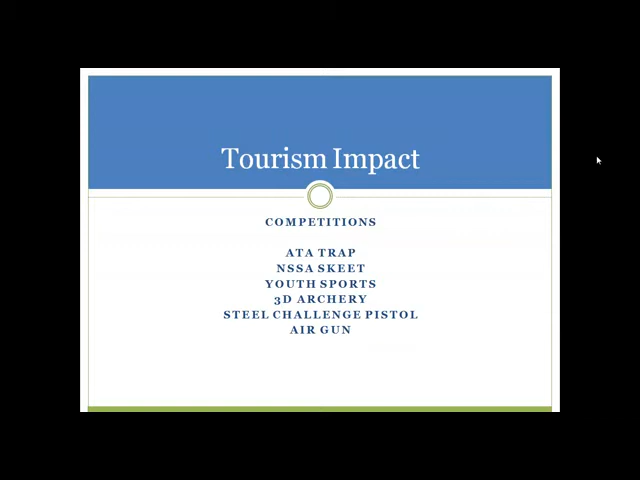 Tourism Impact
COMPETITIONS
ATA TRAP
NSSA SKEET
YOUTH SPORTS
3D ARCHERY
STEEL CHALLENGE PISTOL
AIR GUN